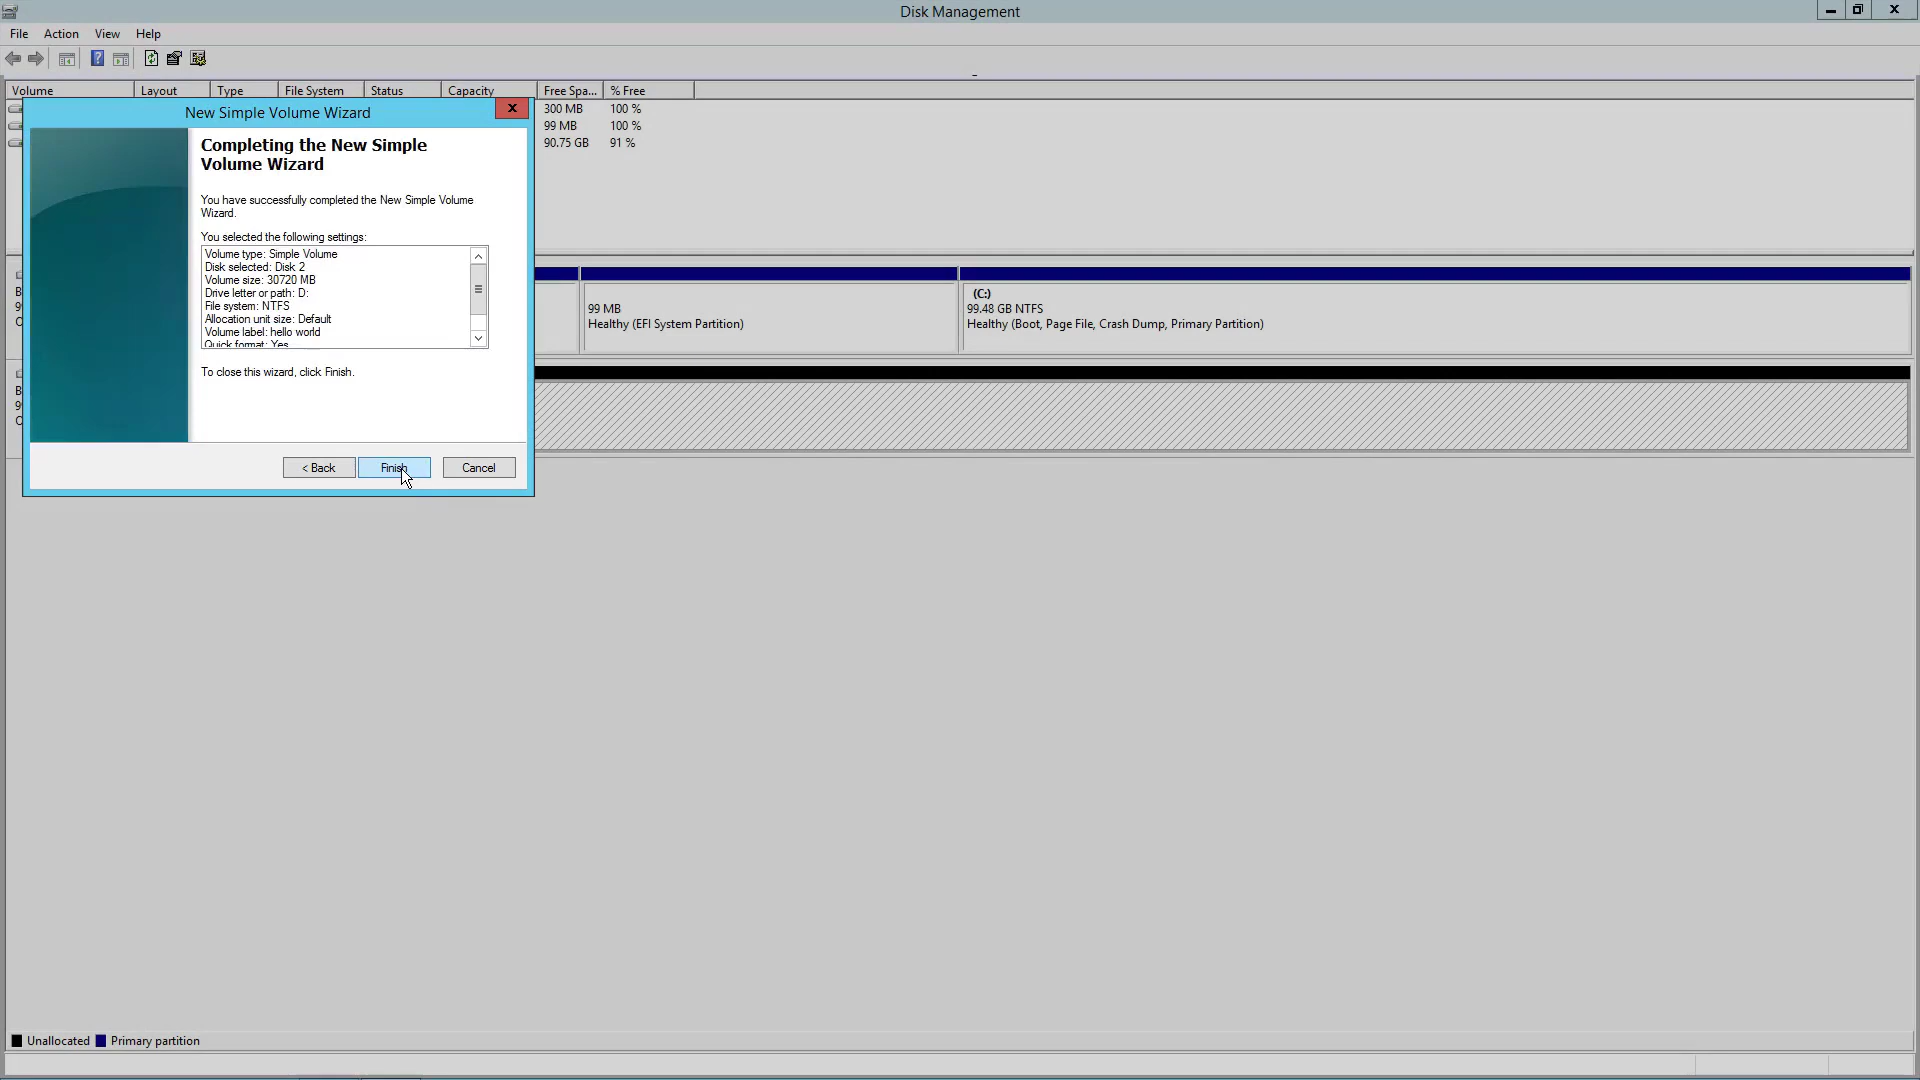 Disk Management
File Action View Help
Volume Layout Type File System Status Capacity Free Spa... % Free
300 MB 100 %
99 MB 100 %
90.75 GB 91 %
New Simple Volume Wizard
Completing the New Simple
Volume Wizard
You have successfully completed the New Simple Volume
Wizard.
You selected the following settings:
Volume type: Simple Volume
Disk selected: Disk 2
Volume size: 30720 MB
Drive letter or path: D:
File system: NTFS
Allocation unit size: Default
Volume label: hello world
Quick format: Yes
To close this wizard, click Finish.
< Back Finish Cancel
99 MB
Healthy (EFI System Partition)
(C:)
99.48 GB NTFS
Healthy (Boot, Page File, Crash Dump, Primary Partition)
Unallocated Primary partition